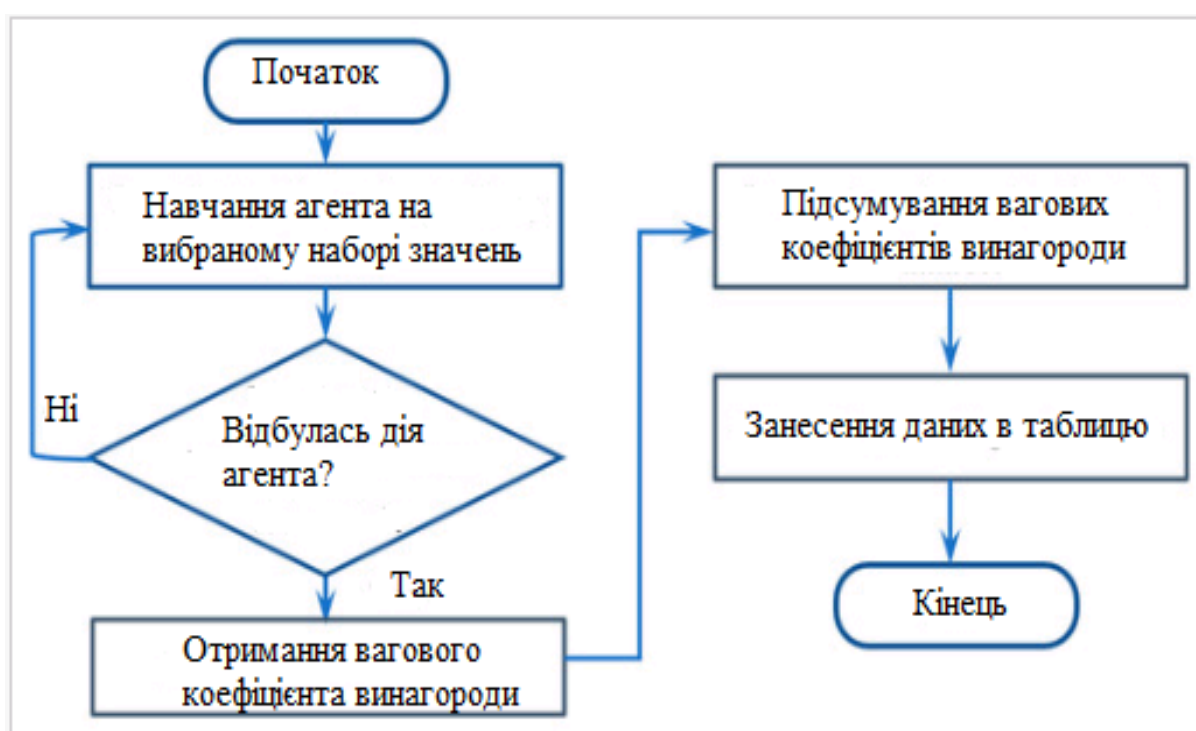 Початок
Навчання агента на
вибраному наборі значень
Ні
Відбулась дія
агента?
Так
Отримання вагового
коефіцієнта винагороди
Підсумування вагових
коефіцієнтів винагороди
Занесення даних в таблицю
Кінець